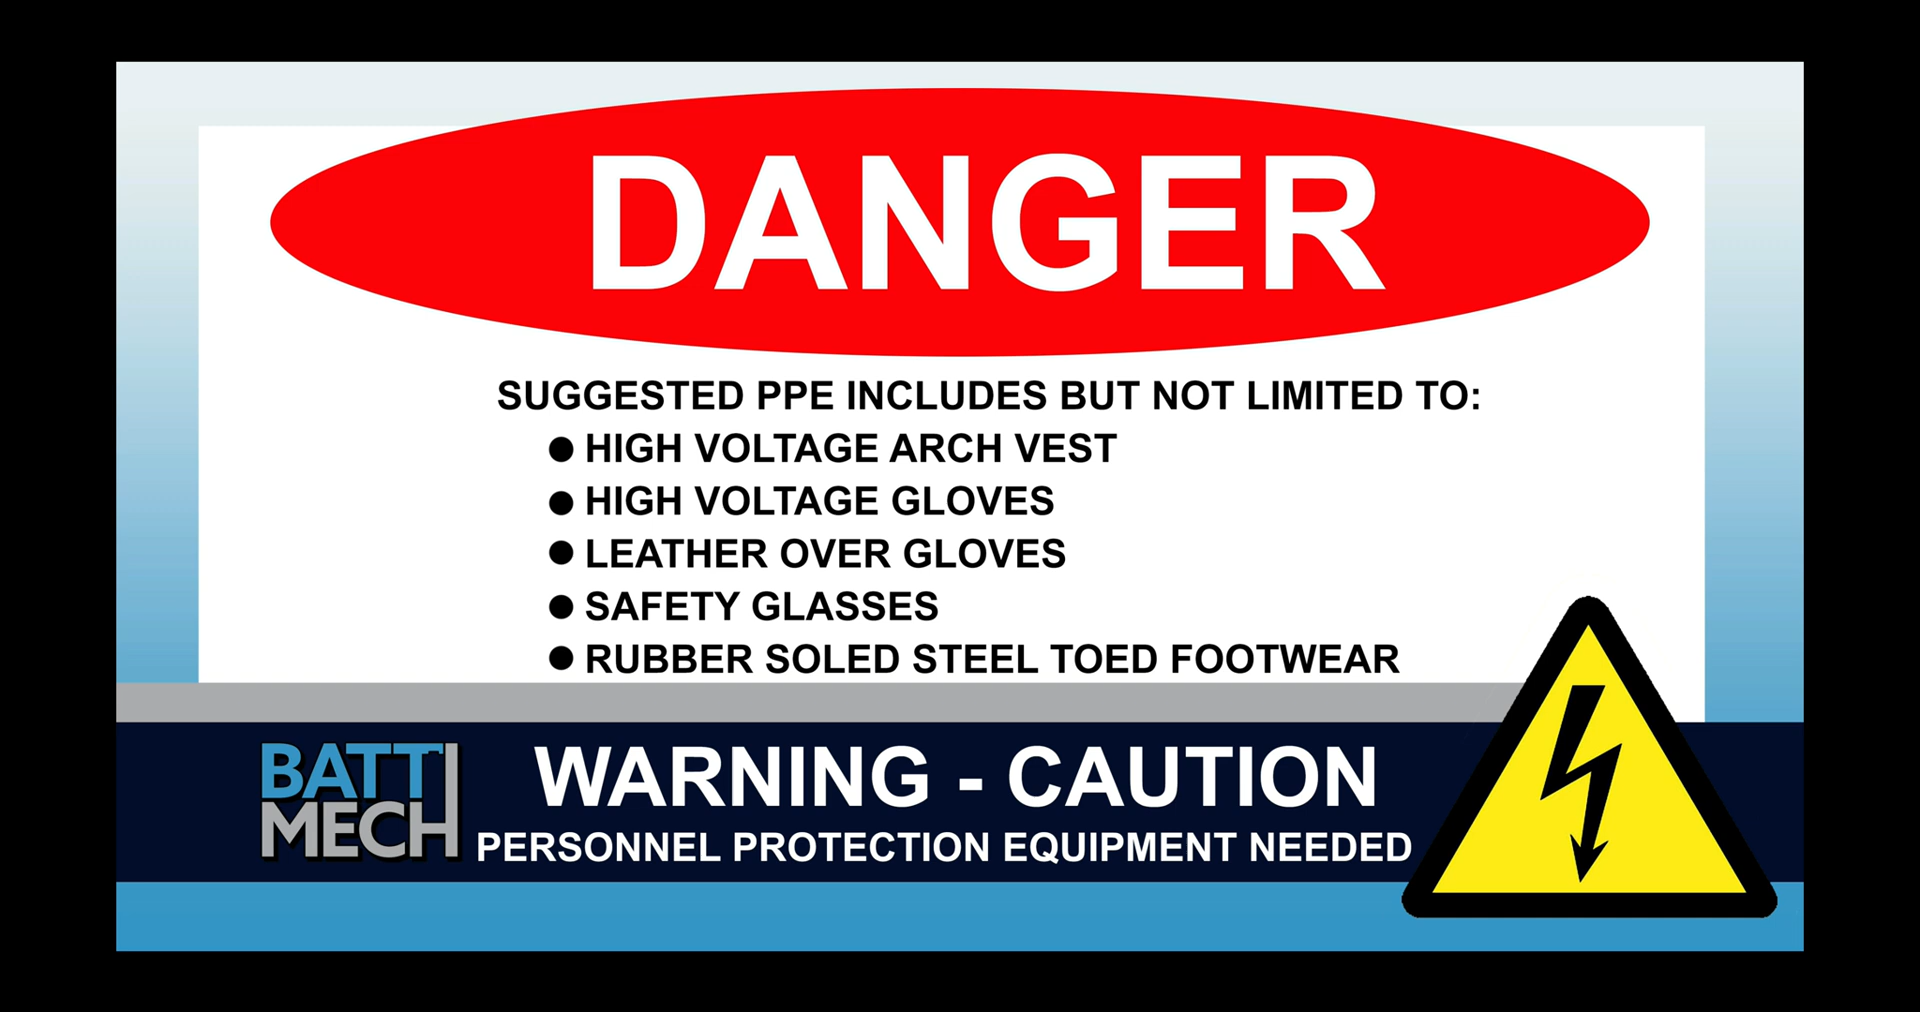 DANGER
SUGGESTED PPE INCLUDES BUT NOT LIMITED TO:
● HIGH VOLTAGE ARCH VEST
● HIGH VOLTAGE GLOVES
● LEATHER OVER GLOVES
● SAFETY GLASSES
● RUBBER SOLED STEEL TOED FOOTWEAR
BATTI
MECH
WARNING - CAUTION
PERSONNEL PROTECTION EQUIPMENT NEEDED